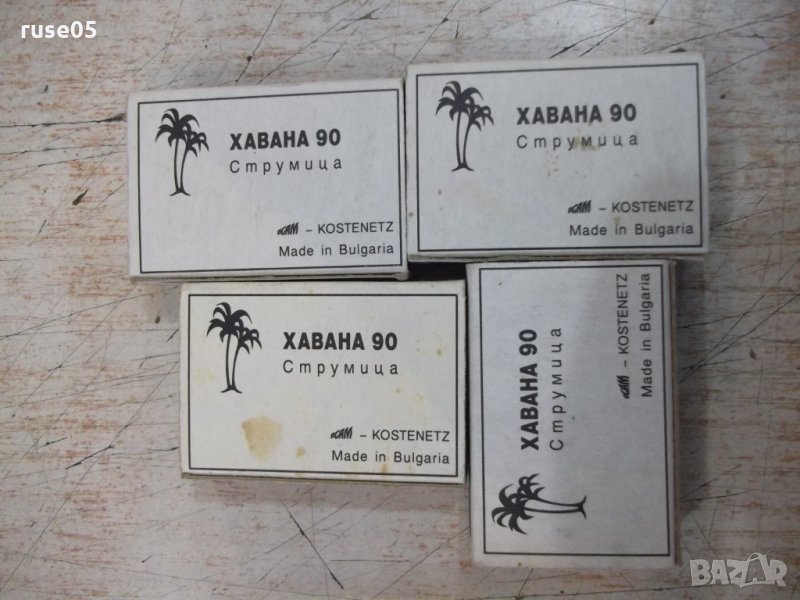 ruse05
ХАВАНА 90
Струмица
- KOSTENETZ
Made in Bulgaria
ХАВАНА 90
Струмица
- KOSTENETZ
Made in Bulgaria
ХАВАНА 90
Струмица
- KOSTENETZ
Made in Bulgaria
ХАВАНА 90
Струмица
- KOSTENETZ
Made in Bulgaria
BAZAR